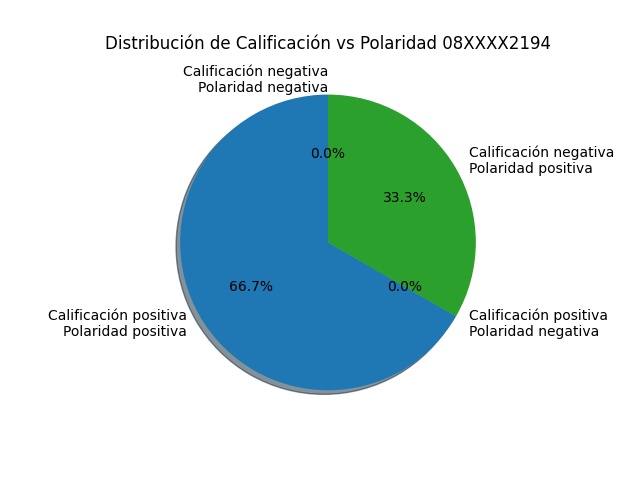 Distribución de Calificación vs Polaridad 08XXXX2194
Calificación negativa
Polaridad negativa
0.0%
Calificación negativa
Polaridad positiva
33.3%
66.7%
0.0%
Calificación positiva
Polaridad positiva
Calificación positiva
Polaridad negativa